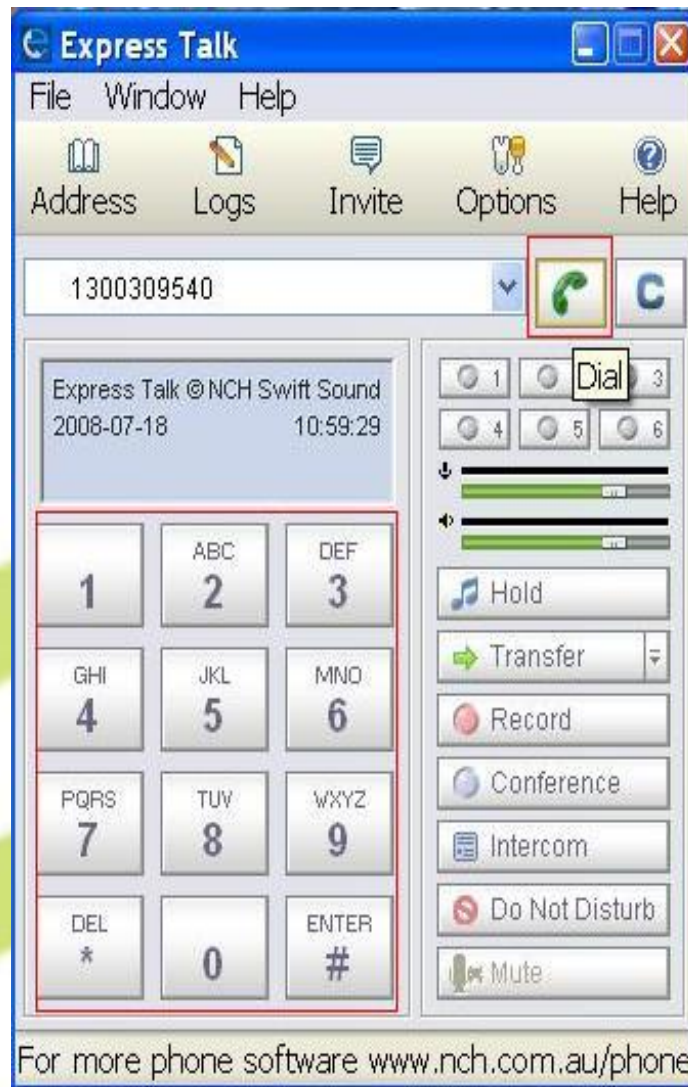 Express Talk
File Window Help
Address Logs Invite Options Help
1300309540
C
Dial
Express Talk © NCH Swift Sound
2008-07-18 10:59:29
1 3
4 5 6
1
ABC
2
DEF
3
GHI
4
JKL
5
MNO
6
PQRS
7
TUV
8
WXYZ
9
DEL
*
0
ENTER
#
Hold
Transfer
Record
Conference
Intercom
Do Not Disturb
Mute
For more phone software www.nch.com.au/phone